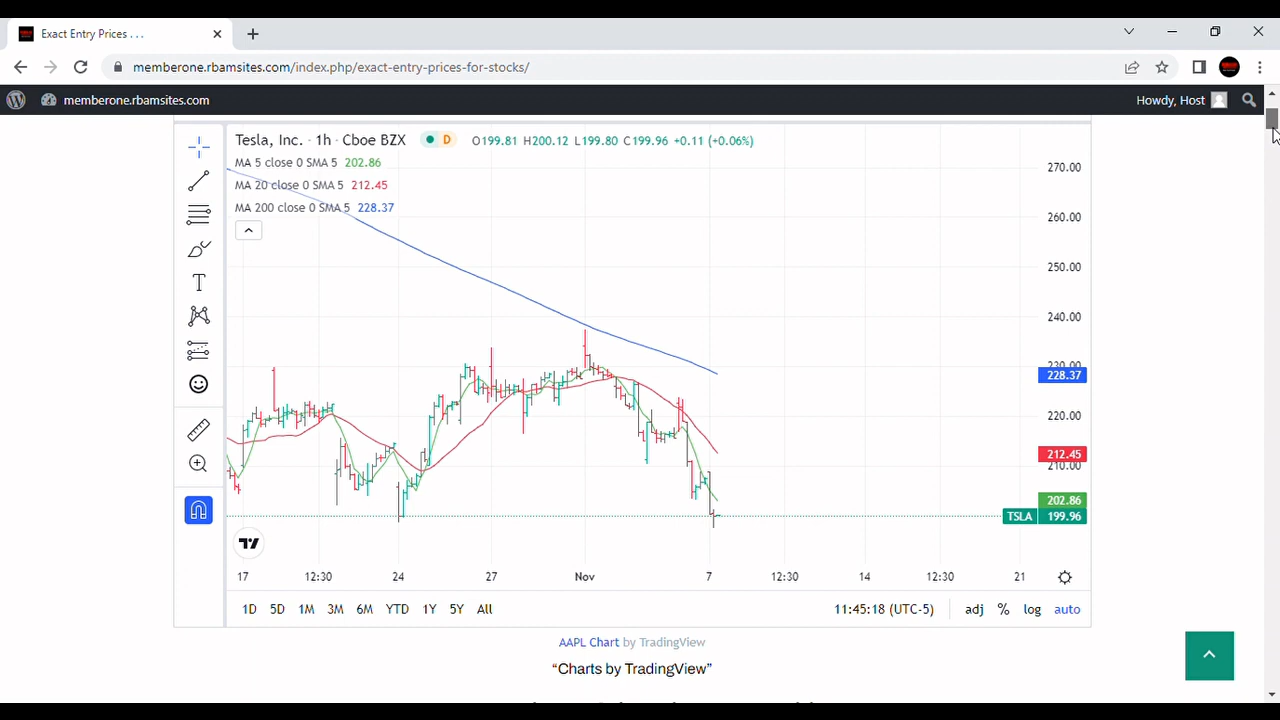 Exact Entry Prices . . .
memberone.rbamsites.com/index.php/exact-entry-prices-for-stocks/
memberone.rbamsites.com
Howdy, Host
Tesla, Inc. · 1h · Cboe BZX D O199.81 H200.12 L199.80 C199.96 +0.11 (+0.06%)
MA 5 close 0 SMA 5 202.86
MA 20 close 0 SMA 5 212.45
MA 200 close 0 SMA 5 228.37
270.00
260.00
250.00
240.00
230.00
228.37
220.00
212.45
210.00
202.86
TSLA 199.96
17 12:30 24 27 Nov 7 12:30 14 12:30 21
1D 5D 1M 3M 6M YTD 1Y 5Y All 11:45:18 (UTC-5) adj % log auto
AAPL Chart by TradingView
“Charts by TradingView”